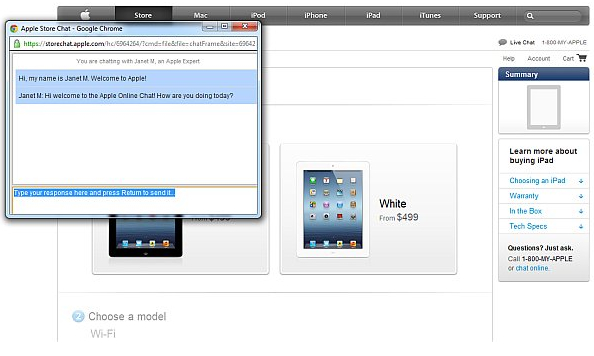 Store Mac iPod iPhone iPad iTunes Support
Apple Store Chat - Google Chrome
https://storechat.apple.com/hc/6964264/?cmd=file&file=chatFrame&site=69642
You are chatting with Janet M, an Apple Expert
Hi, my name is Janet M. Welcome to Apple!
Janet M: Hi welcome to the Apple Online Chat! How are you doing today?
Type your response here and press Return to send it.
Live Chat 1-800-MY-APPLE
Help Account Cart
White
From $499
Summary
Learn more about
buying iPad
Choosing an iPad
Warranty
In the Box
Tech Specs
Questions? Just ask.
Call 1-800-MY-APPLE
or chat online.
2 Choose a model
Wi-Fi